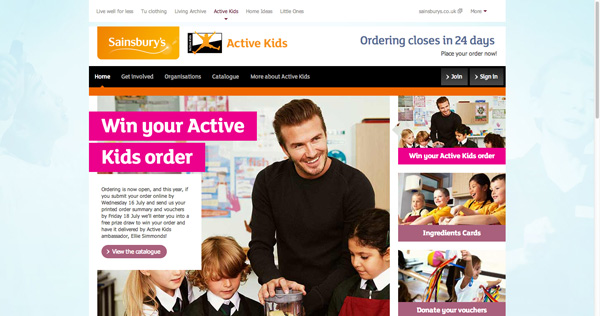 Live well for less Tu clothing Living Archive Active Kids Home Ideas Little Ones sainsburys.co.uk More
Sainsbury's Active Kids
Ordering closes in 24 days
Place your order now!
Home Get Involved Organisations Catalogue More about Active Kids Join Sign in
Win your Active
Kids order
Ordering is now open, and this year, if
you submit your order online by
Wednesday 16 July and send us your
printed order summary and vouchers
by Friday 18 July we'll enter you into a
free prize draw to win your order and
have it delivered by Active Kids
ambassador, Ellie Simmonds!
View the catalogue
Win your Active Kids order
Ingredients Cards
Donate your vouchers